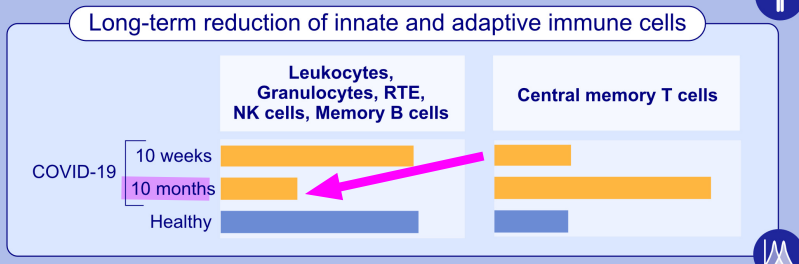 Long-term reduction of innate and adaptive immune cells
Leukocytes,
Granulocytes, RTE,
NK cells, Memory B cells
Central memory T cells
COVID-19
10 weeks
10 months
Healthy